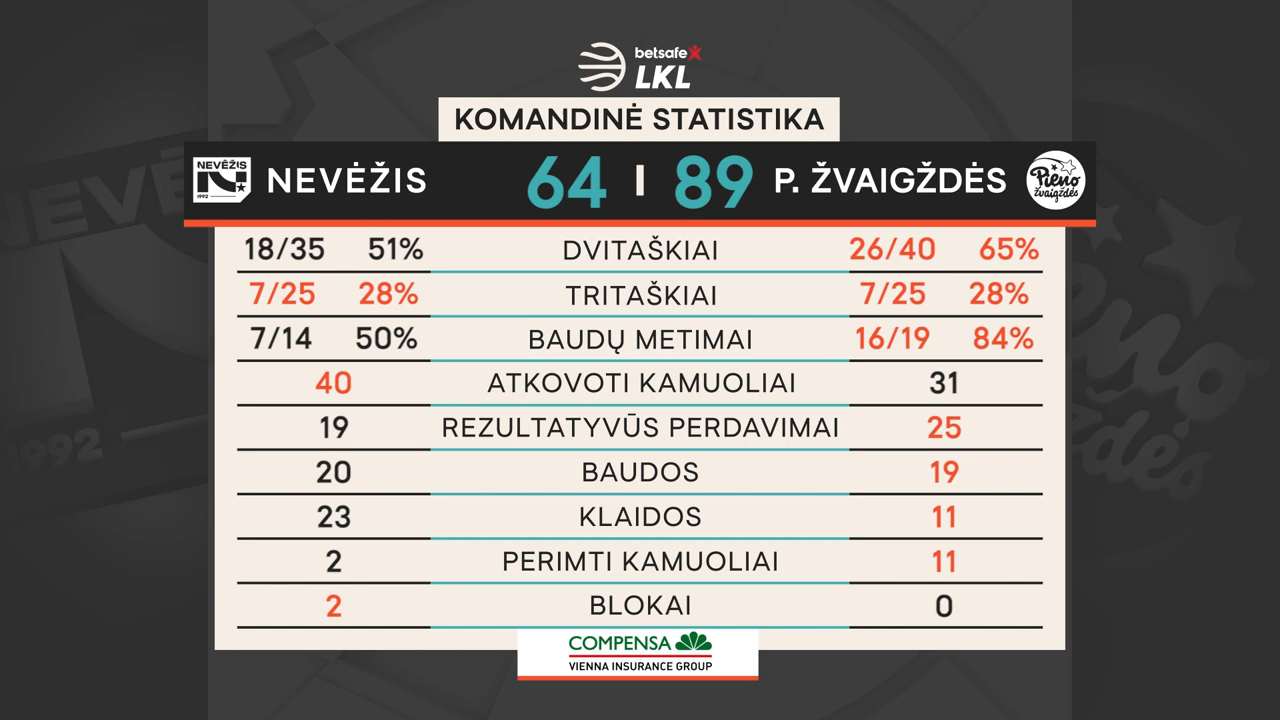 betsafe
LKL
KOMANDINĖ STATISTIKA
NEVĖŽIS
1992
NEVĖŽIS 64 I 89 P. ŽVAIGŽDĖS
Pieno
žvaigždės
18/35 51% DVITAŠKIAI 26/40 65%
7/25 28% TRITAŠKIAI 7/25 28%
7/14 50% BAUDŲ METIMAI 16/19 84%
40 ATKOVOTI KAMUOLIAI 31
19 REZULTATYVŪS PERDAVIMAI 25
20 BAUDOS 19
23 KLAIDOS 11
2 PERIMTI KAMUOLIAI 11
2 BLOKAI 0
COMPENSA
VIENNA INSURANCE GROUP
NEVĖ
1992